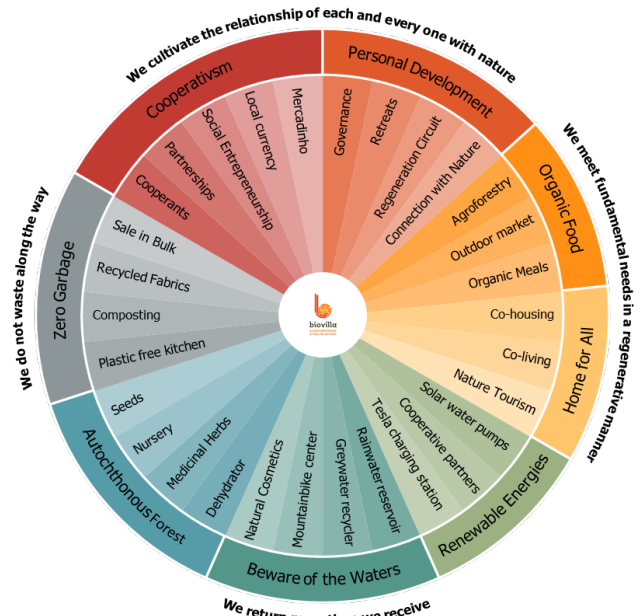 We cultivate the relationship of each and every one with nature
We meet fundamental needs in a regenerative manner
We return
we receive
We do not waste along the way
Cooperativsm
Personal Development
Organic Food
Home for All
Renewable Energies
Beware of the Waters
Autochthonous Forest
Zero Garbage
Governance
Retreats
Regeneration Circuit
Connection with Nature
Agroforestry
Outdoor market
Organic Meals
Co-housing
Co-living
Nature Tourism
Solar water pumps
Cooperative partners
Tesla charging station
Rainwater reservoir
Greywater recycler
Mountainbike center
Natural Cosmetics
Dehydrator
Medicinal Herbs
Nursery
Seeds
Plastic free kitchen
Composting
Recycled Fabrics
Sale in Bulk
Cooperants
Partnerships
Social Entrepreneurship
Local currency
Mercadinho
biovilla